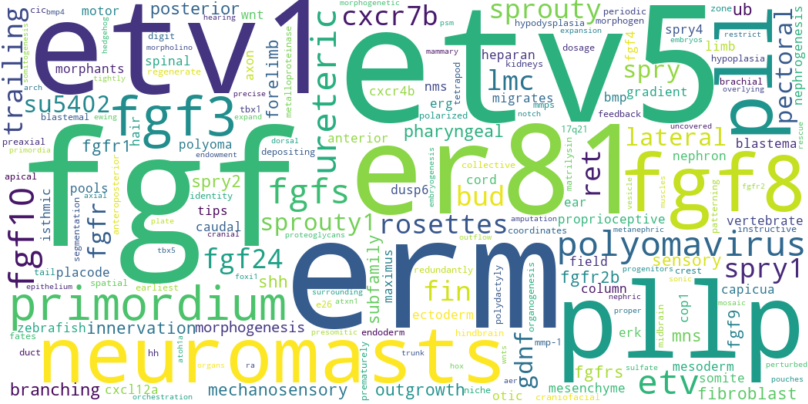 cic bmp4 motor posterior
hedgehog wnt
trailing
etv1
digit
morpholino
morphants spinal axon
regenerate
su5402 blastemal ewing
fgf3
hair
precise
tbx1
expand
tightly
arch
forelimb
metalloproteinase
ureteric
hearing
morphogenetic
cxcr7b
psm
mammary
tetrapod
cxcr4b
polarized
nms
erg
lmc
heparan
mmps
notch
migrates
pharyngeal
etv5
sprouty
hypodysplasia
expansion
periodic
morphogen
spry4
embryos
zone ub
restrict
hypoplasia
fgf4
limb
spry
dosage
kidneys
bmp gradient
feedback
brachial
overlying
pectoral
nephrogenesis
rescue
fgfr1
polyoma
endowment
dorsal
depositing
anterior
preaxial
primordia
apical
fgf10
isthmic
pools
axial
segmentation
fgfr
anteroposterior
fgf
spry2
identity
tips
caudal
cranial
plate
tbx5
fgf24
shh
foxi1
fgfs
sprouty1
proteoglycans
dusp6
embryogenesis
collective
cord
bud
er81
17q21
matrilysin
ear
ret
proprioceptive
uncovered
lateral
nephron
vesicle
muscles
patterning
fgfr2
fgf8
blastema
vertebrate
instructive
rosettes
amputation
coordinates
outflow
metanephric
polyomavirus
tail placode
epithelium
spatial
earliest
primordium
zebrafish innervation morphogenesis
fates
e26 atxn1
surrounding
presomitic
endoderm
subfamily
maximus
erm
redundantly
fin
ectoderm
hindbrain
polydactyly
organogenesis
field
fgfr2b
column
nephric
proper
erk
progenitors
crest
sonic
midbrain
sensory
spry1
cop1
mns
capicua
mosaic
fgf9
pllp
duct hh
atoh1a
neuromasts
organs ra
trunk
hox
wnts
aer
mmp-1
gdnf
fgfrs
sulfate
mesenchyme
mesoderm
somite
etv
fibroblast
perturbed
pouches
branching cxcl12a
orchestration
mechanosensory
prematurely
outgrowth
niche
otic
craniofacial